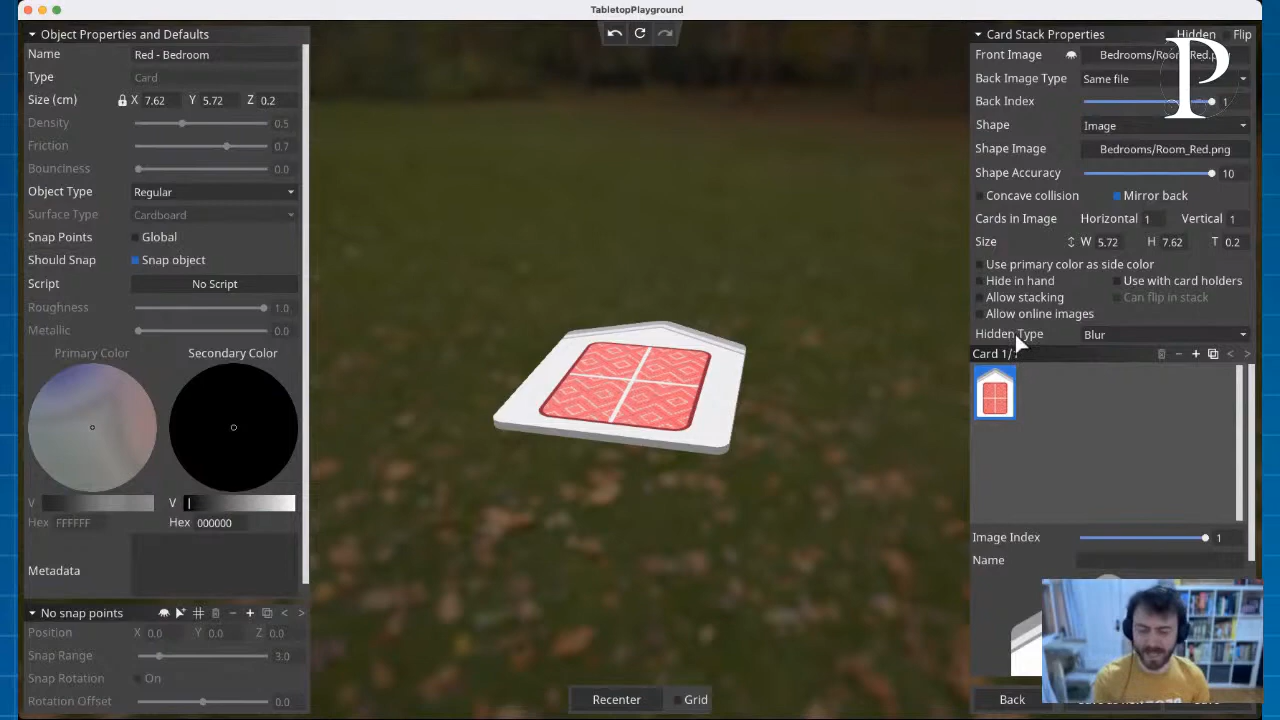 TabletopPlayground
Object Properties and Defaults
Name Red - Bedroom
Type Card
Size (cm) X 7.62 Y 5.72 Z 0.2
Density 0.5
Friction 0.7
Bounciness 0.0
Object Type Regular
Surface Type Cardboard
Snap Points Global
Should Snap Snap object
Script No Script
Roughness 1.0
Metallic 0.0
Primary Color Secondary Color
V V
Hex FFFFFF Hex 000000
Metadata
No snap points
Position X 0.0 Y 0.0 Z 0.0
Snap Range 3.0
Snap Rotation On
Rotation Offset 0.0
Recenter Grid
Card Stack Properties Hidden Flip
Front Image
Back Image Type Same file
Back Index 1
Shape Image
Shape Image Bedrooms/Room_Red.png
Shape Accuracy 10
Concave collision Mirror back
Cards in Image Horizontal 1 Vertical 1
Size W 5.72 H 7.62 T 0.2
Use primary color as side color
Hide in hand Use with card holders
Allow stacking Can flip in stack
Allow online images
Hidden Type Blur
Card 1/
Image Index 1
Name
Back
P